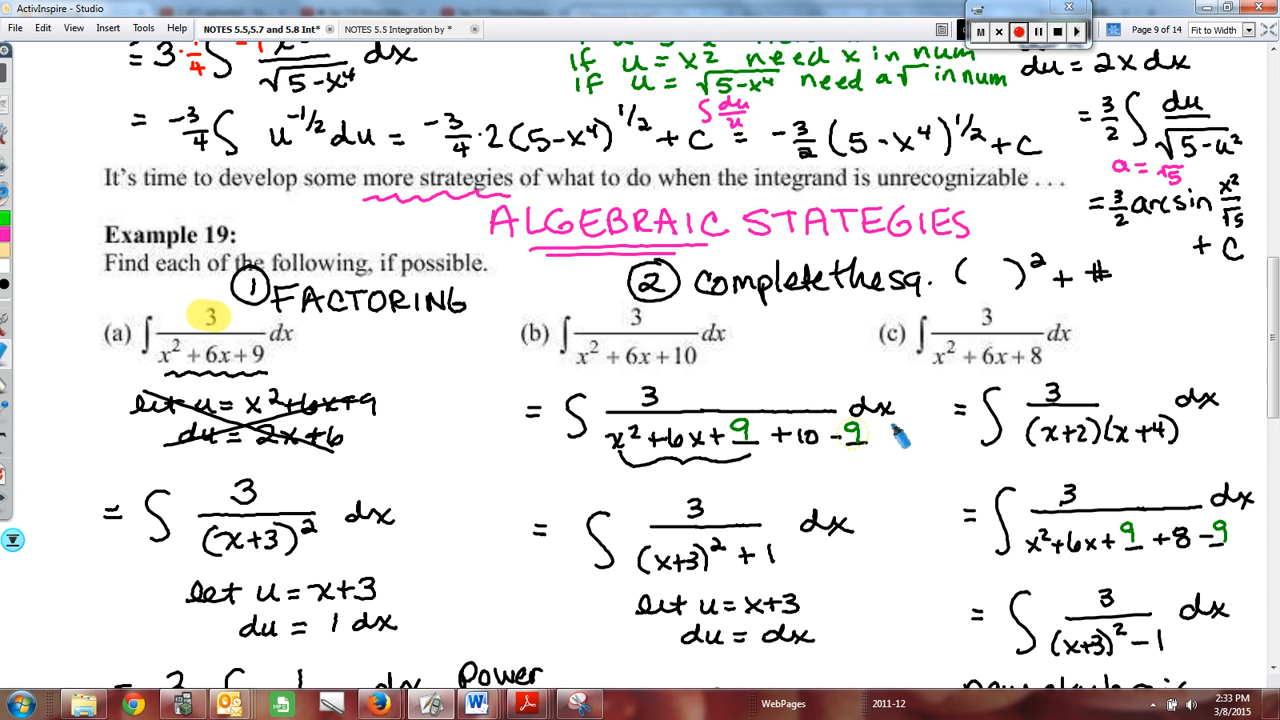 ActivInspire - Studio
File Edit View Insert Tools Help
NOTES 5.5,5.7 and 5.8 Int*
NOTES 5.5 Integration by *
M
Page 9 of 14
Fit to Width
= 3 · 1/4 ∫ √5-x⁴ dx
if u = x² need x in num
if u = √5-x⁴ need a √ in num
du = 2x dx
= -3/4 ∫ u^-1/2 du = -3/4 · 2(5-x⁴)^1/2 + C = -3/2 (5-x⁴)^1/2 + C
∫ du/u
= 3/2 ∫ du/√5-u²
a = √5
= 3/2 arcsin x²/√5 + C
It's time to develop some more strategies of what to do when the integrand is unrecognizable . . .
ALGEBRAIC STATEGIES
Example 19:
Find each of the following, if possible.
① FACTORING
② complete the sq. ( )² + #
(a) ∫ 3/(x² + 6x + 9) dx
(b) ∫ 3/(x² + 6x + 10) dx
(c) ∫ 3/(x² + 6x + 8) dx
let u = x²+6x+9
du = 2x+6
= ∫ 3/(x+3)² dx
let u = x+3
du = 1 dx
Power
= ∫ 3/(x²+6x+9 +10 -9) dx
= ∫ 3/((x+3)² + 1) dx
let u = x+3
du = dx
= ∫ 3/((x+2)(x+4)) dx
= ∫ 3/(x²+6x+9 +8 -9) dx
= ∫ 3/((x+3)² - 1) dx
WebPages
2011-12
2:33 PM
3/8/2015